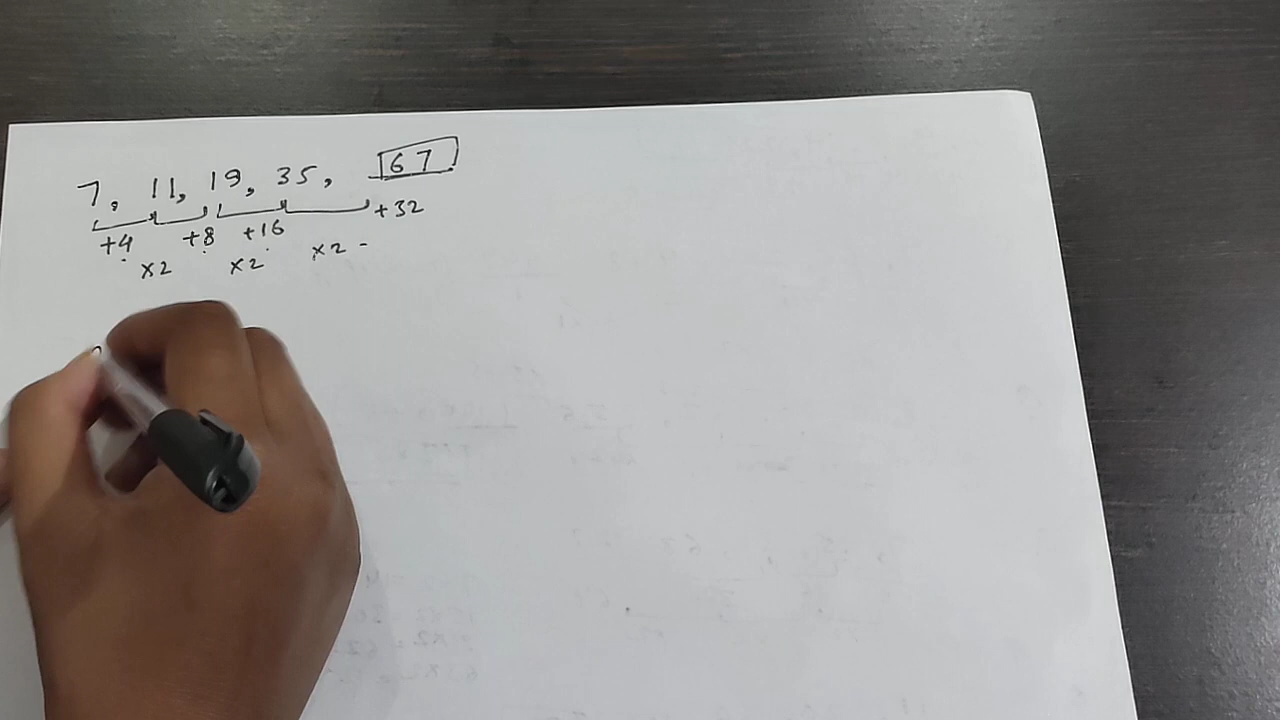 7, 11, 19, 35, 67
+4 +8 +16 +32
×2 ×2 ×2 -